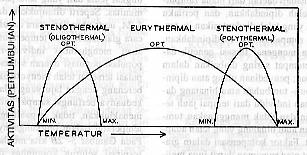 STENOTHERMAL
(OLIGOTHERMAL)
OPT.
EURYTHERMAL
OPT.
STENOTHERMAL
(POLYTHERMAL)
OPT.
AKTIVITAS (PERTUMBUHAN)
MIN.
MAX.
MIN.
MAX.
TEMPERATUR